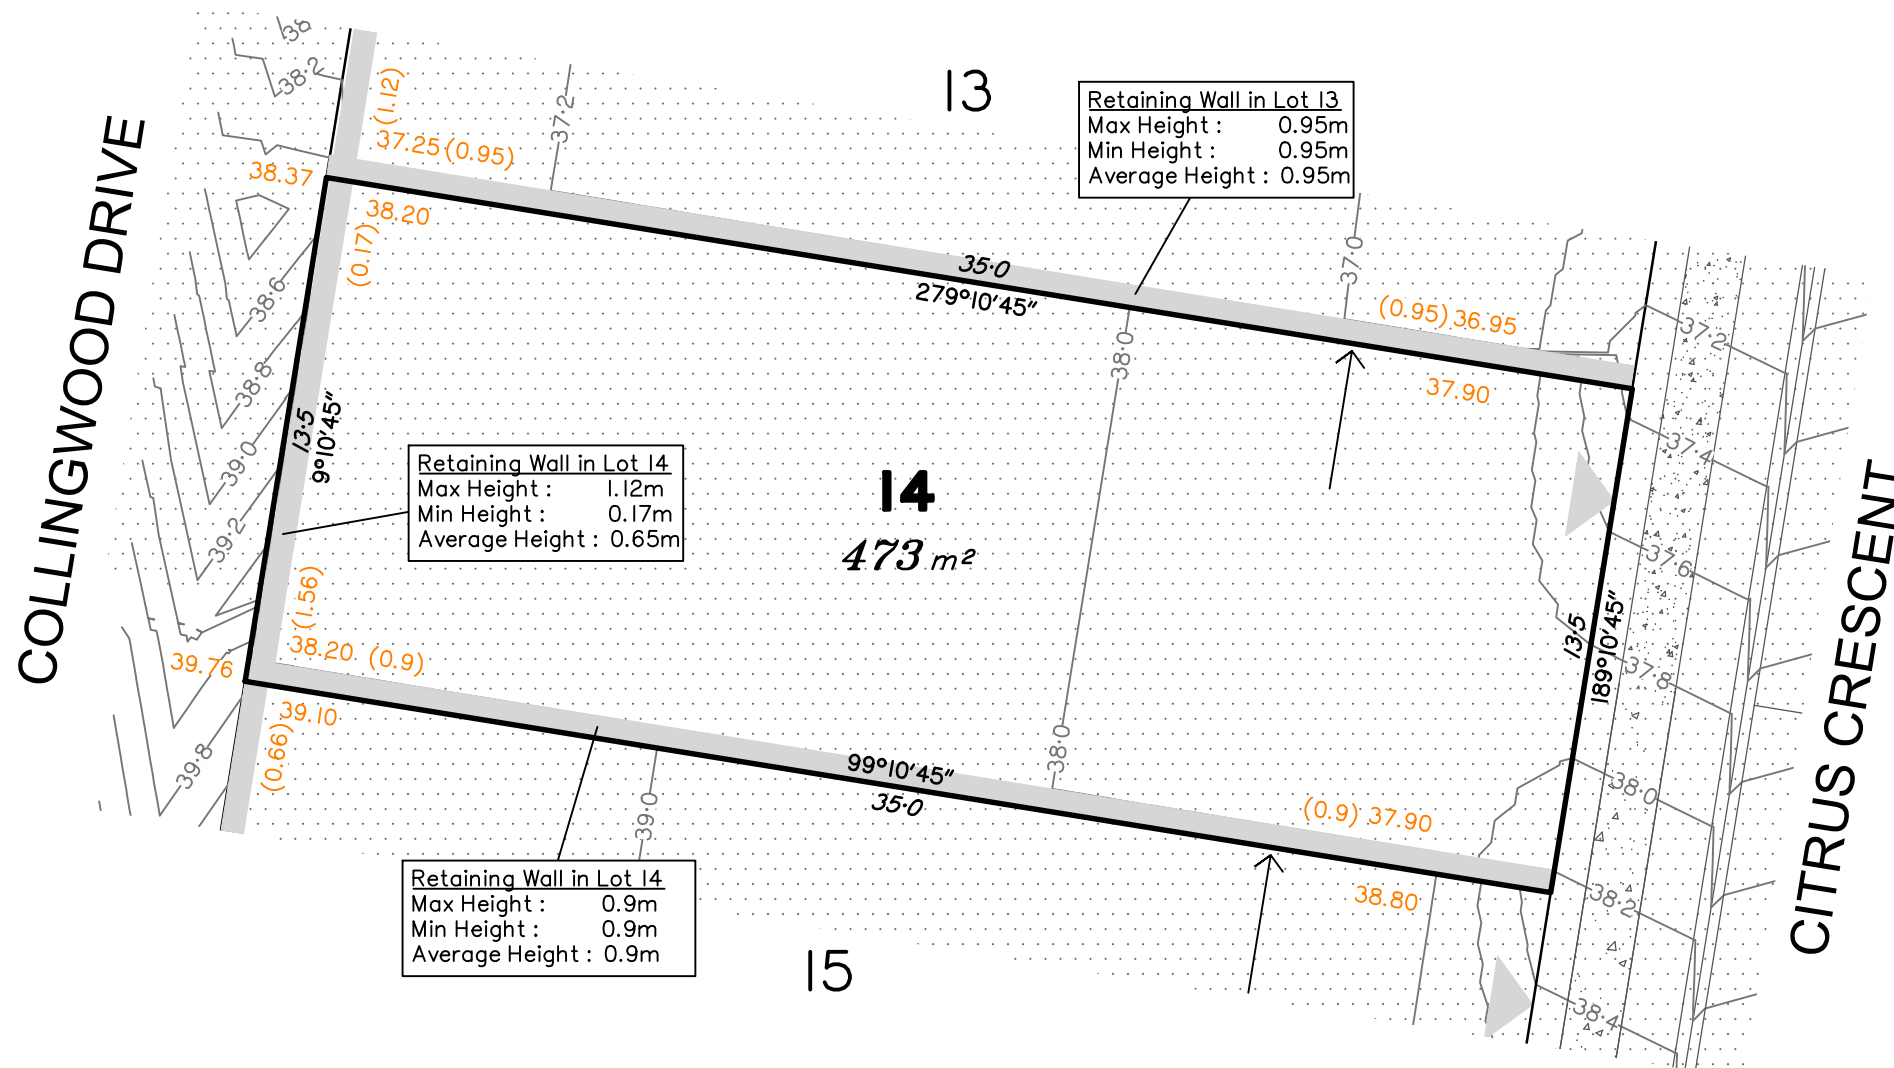 38
38·2
(1.12)
37·2
13
Retaining Wall in Lot 13
Max Height : 0.95m
Min Height : 0.95m
Average Height : 0.95m
37.25 (0.95)
38.37
38.20
(0.17)
COLLINGWOOD DRIVE
38·6
38·8
39·0
39·2
39·8
35·0
279°10'45"
37·0
(0.95) 36.95
37.90
38·0
13·5
9°10'45"
Retaining Wall in Lot 14
Max Height : 1.12m
Min Height : 0.17m
Average Height : 0.65m
14
473 m²
37·2
37·4
37·6
37·8
38·0
38·2
38·4
13·5
189°10'45"
CITRUS CRESCENT
(1.56)
38.20 (0.9)
39.76
39.10
(0.66)
38·0
99°10'45"
35·0
39·0
(0.9) 37.90
38.80
Retaining Wall in Lot 14
Max Height : 0.9m
Min Height : 0.9m
Average Height : 0.9m
15